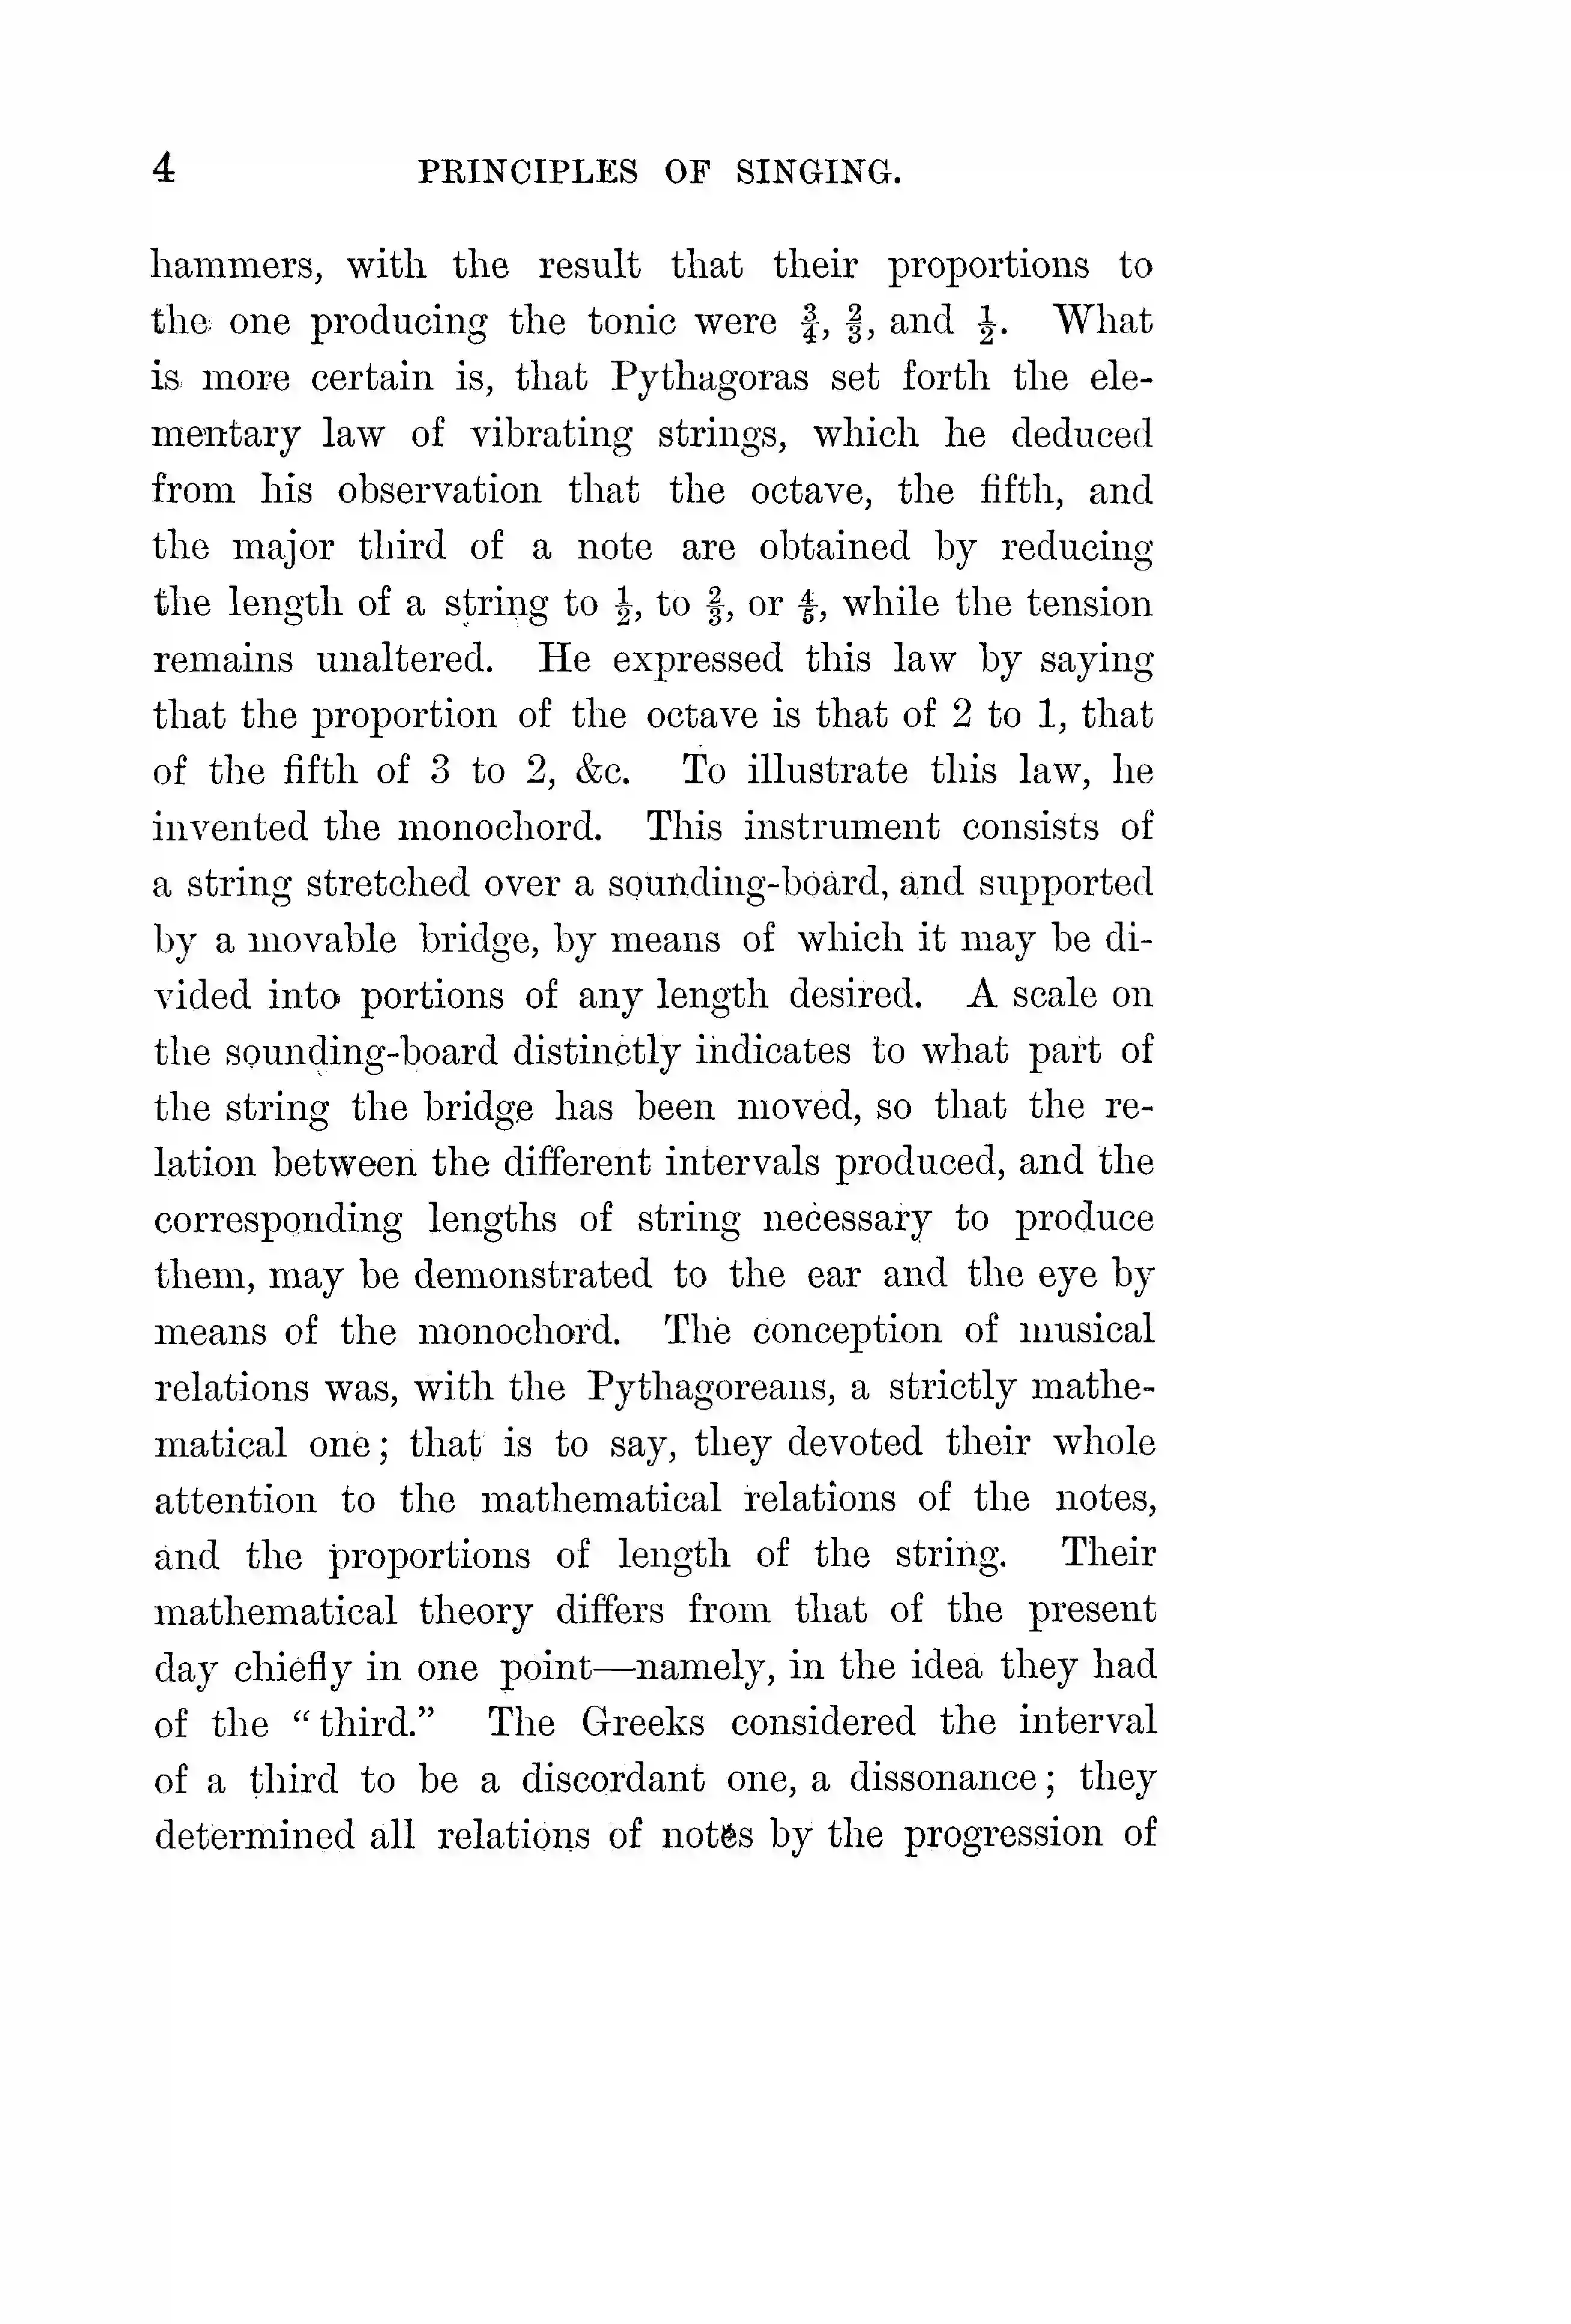 4 PRINCIPLES OF SINGING.
hammers, with the result that their proportions to
the one producing the tonic were ¾, ⅔, and ½. What
is more certain is, that Pythagoras set forth the ele-
mentary law of vibrating strings, which he deduced
from his observation that the octave, the fifth, and
the major third of a note are obtained by reducing
the length of a string to ½, to ⅔, or ⅘, while the tension
remains unaltered. He expressed this law by saying
that the proportion of the octave is that of 2 to 1, that
of the fifth of 3 to 2, &c. To illustrate this law, he
invented the monochord. This instrument consists of
a string stretched over a sounding-board, and supported
by a movable bridge, by means of which it may be di-
vided into portions of any length desired. A scale on
the sounding-board distinctly indicates to what part of
the string the bridge has been moved, so that the re-
lation between the different intervals produced, and the
corresponding lengths of string necessary to produce
them, may be demonstrated to the ear and the eye by
means of the monochord. The conception of musical
relations was, with the Pythagoreans, a strictly mathe-
matical one; that is to say, they devoted their whole
attention to the mathematical relations of the notes,
and the proportions of length of the string. Their
mathematical theory differs from that of the present
day chiefly in one point—namely, in the idea they had
of the “third.” The Greeks considered the interval
of a third to be a discordant one, a dissonance; they
determined all relations of notes by the progression of